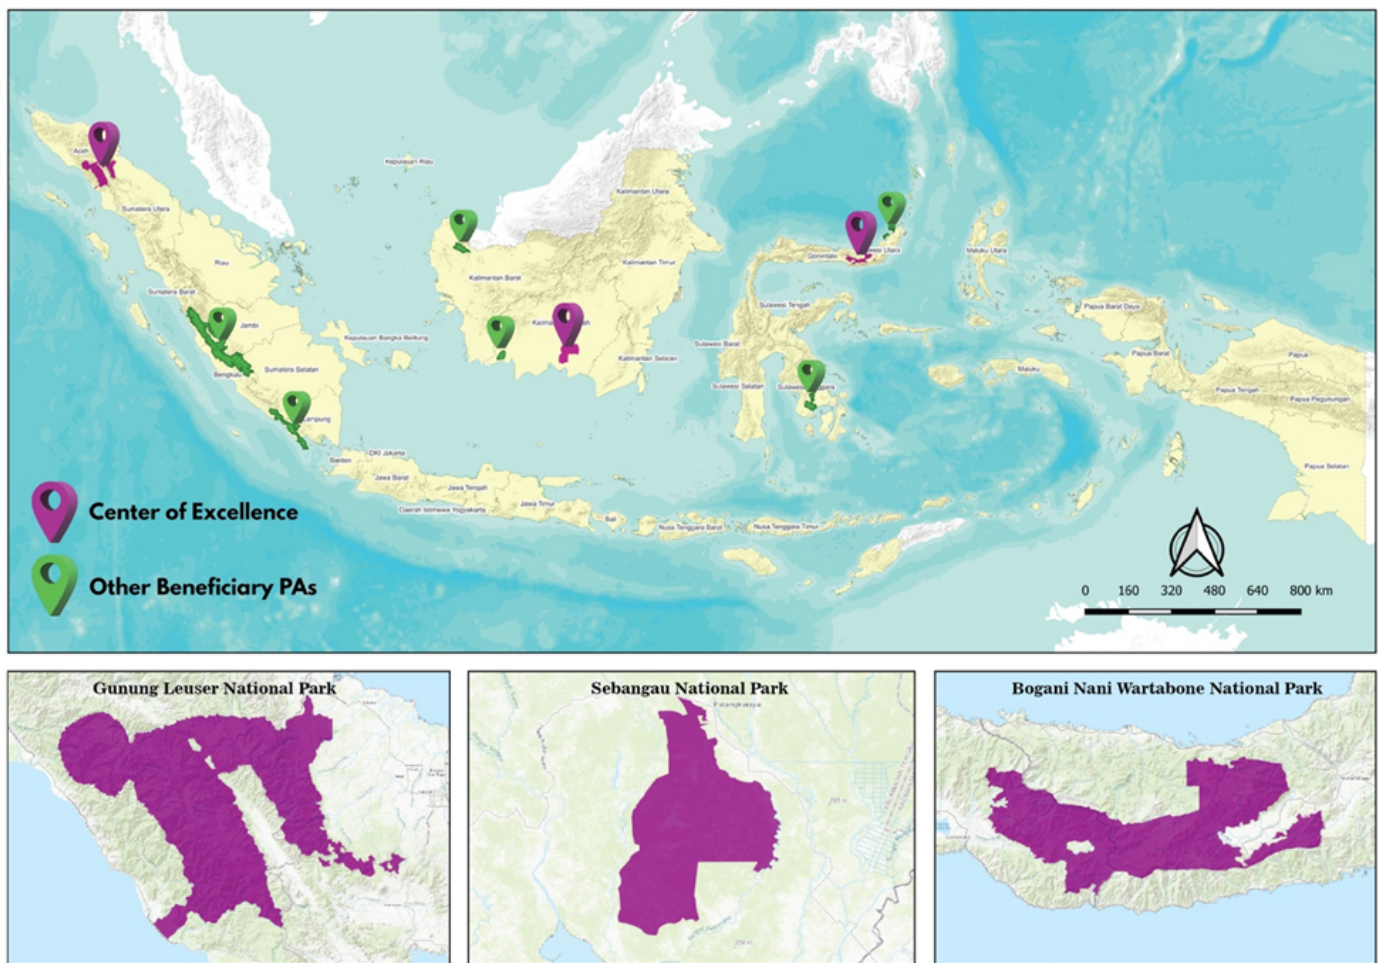 Aceh
Kepulauan Riau
Kalimantan Utara
Sumatera Utara
Maluku Utara
Gorontalo
Riau
Kalimantan Timur
Kalimantan Barat
Sumatera Barat
Sulawesi Tengah
Papua Barat Daya
Jambi
Kepulauan Bangka Belitung
Sulawesi Barat
Kalimantan Selatan
Papua Barat
Papua
Maluku
Sumatera Selatan
Bengkulu
Sulawesi Selatan
Papua Tengah
Papua Pegunungan
Lampung
Banten
DKI Jakarta
Papua Selatan
Jawa Barat
Jawa Tengah
Jawa Timur
Daerah Istimewa Yogyakarta
Bali
Nusa Tenggara Barat
Nusa Tenggara Timur
Center of Excellence
Other Beneficiary PAs
0 160 320 480 640 800 km
Gunung Leuser National Park
Sebangau National Park
Bogani Nani Wartabone National Park
Palangkaraya